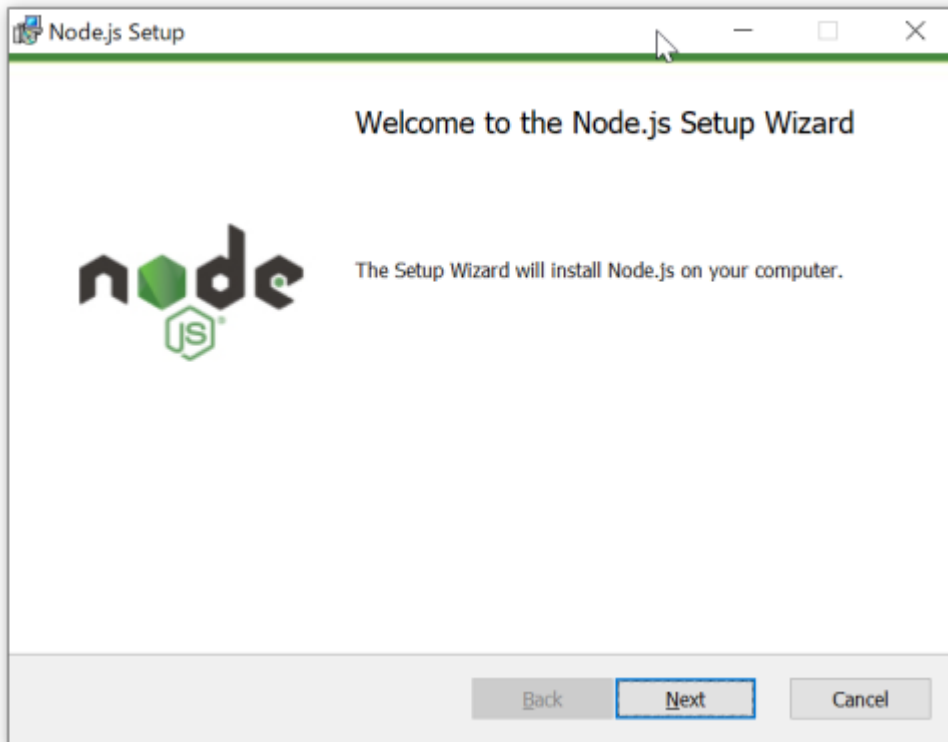 Node.js Setup
Welcome to the Node.js Setup Wizard
node
JS
The Setup Wizard will install Node.js on your computer.
Back Next Cancel